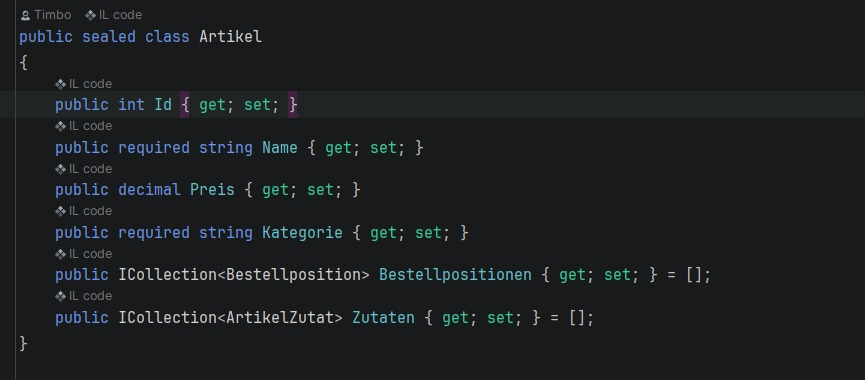 Timbo IL code
public sealed class Artikel
{
IL code
public int Id { get; set; }
IL code
public required string Name { get; set; }
IL code
public decimal Preis { get; set; }
IL code
public required string Kategorie { get; set; }
IL code
public ICollection<Bestellposition> Bestellpositionen { get; set; } = [];
IL code
public ICollection<ArtikelZutat> Zutaten { get; set; } = [];
}